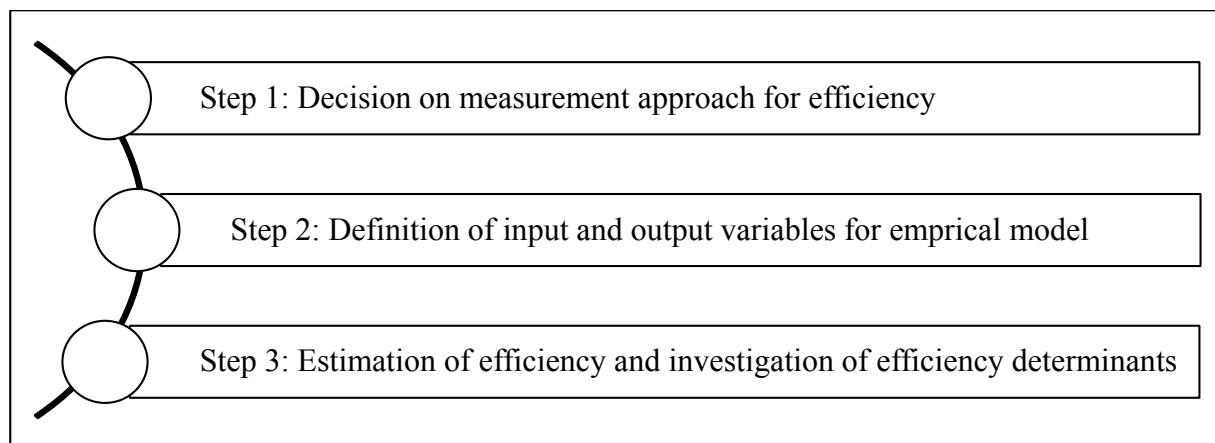 Step 1: Decision on measurement approach for efficiency
Step 2: Definition of input and output variables for emprical model
Step 3: Estimation of efficiency and investigation of efficiency determinants